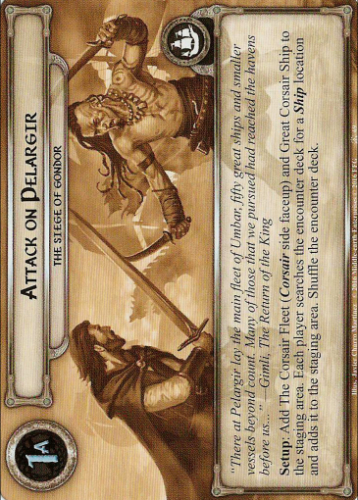 1A
ATTACK ON PELARGIR
THE SIEGE OF GONDOR
"There at Pelargir lay the main fleet of Umbar, fifty great ships and smaller
vessels beyond count. Many of those that we pursued had reached the havens
before us..." —Gimli, The Return of the King
Setup: Add The Corsair Fleet (Corsair side faceup) and Great Corsair Ship to
the staging area. Each player searches the encounter deck for a Ship location
and adds it to the staging area. Shuffle the encounter deck.
Illus. Javier Charro Martinez © 2016 Middle-earth Enterprises © 2016 FFG